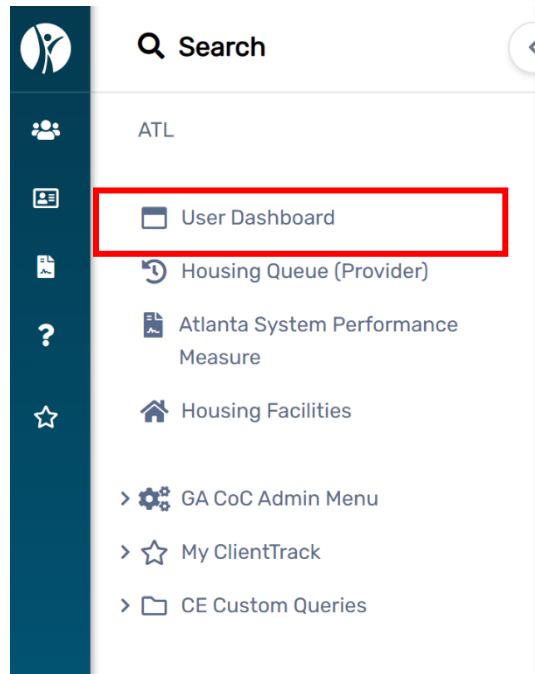 Search
ATL
User Dashboard
Housing Queue (Provider)
Atlanta System Performance
Measure
Housing Facilities
GA CoC Admin Menu
My ClientTrack
CE Custom Queries